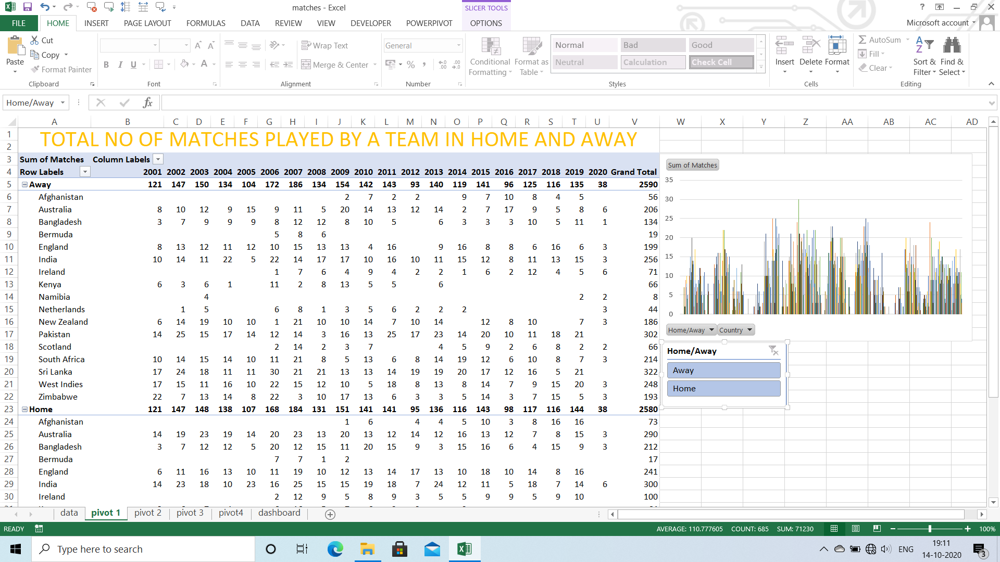 matches - Excel
SLICER TOOLS
?
FILE HOME INSERT PAGE LAYOUT FORMULAS DATA REVIEW VIEW DEVELOPER POWERPIVOT OPTIONS Microsoft account
Paste Cut Copy Format Painter
Clipboard
B I U A
Font
Wrap Text
Merge & Center
Alignment
General
%
Number
Conditional Formatting Format as Table
Normal Bad Good
Neutral Calculation Check Cell
Styles
Insert Delete Format
Cells
AutoSum Fill Clear
Sort & Filter Find & Select
Editing
Home/Away fx
A B C D E F G H I J K L M N O P Q R S T U V W X Y Z AA AB AC AD
1 TOTAL NO OF MATCHES PLAYED BY A TEAM IN HOME AND AWAY
2
3 Sum of Matches Column Labels
4 Row Labels 2001 2002 2003 2004 2005 2006 2007 2008 2009 2010 2011 2012 2013 2014 2015 2016 2017 2018 2019 2020 Grand Total
5 Away 121 147 150 134 104 172 186 134 154 142 143 93 140 119 141 96 125 116 135 38 2590
6 Afghanistan 2 7 2 2 9 7 10 8 4 5 56
7 Australia 8 10 12 9 15 9 11 5 20 14 13 12 14 2 7 17 9 5 8 6 206
8 Bangladesh 3 7 9 9 9 8 12 12 8 10 5 6 3 3 3 10 5 11 1 134
9 Bermuda 5 8 6 19
10 England 8 13 12 11 12 10 15 13 13 4 16 9 16 8 8 6 16 6 3 199
11 India 10 14 11 22 5 22 14 17 17 10 16 10 11 15 12 8 11 13 15 3 256
12 Ireland 1 7 6 4 9 4 2 2 1 6 2 12 4 5 6 71
13 Kenya 6 3 6 1 11 2 8 13 5 5 6 66
14 Namibia 4 2 2 8
15 Netherlands 1 5 6 8 1 3 5 6 2 2 2 3 44
16 New Zealand 6 14 19 10 10 1 21 10 10 14 7 10 14 12 8 10 7 3 186
17 Pakistan 14 25 15 17 14 12 14 3 16 13 25 17 23 14 20 10 11 18 21 302
18 Scotland 2 14 2 3 7 4 5 9 2 6 8 2 2 66
19 South Africa 10 14 15 14 10 11 21 8 5 13 6 8 14 19 12 6 10 8 7 3 214
20 Sri Lanka 17 24 18 11 11 30 21 21 13 13 14 19 19 20 17 12 16 5 21 322
21 West Indies 17 15 11 16 10 22 15 12 10 5 18 8 13 8 14 7 9 15 20 3 248
22 Zimbabwe 22 7 13 14 8 22 3 10 17 13 6 3 3 5 14 3 7 15 5 3 193
23 Home 121 147 148 138 107 168 184 131 151 141 141 95 136 116 143 98 117 116 144 38 2580
24 Afghanistan 1 6 4 4 5 10 3 8 16 16 73
25 Australia 14 19 23 19 14 20 23 13 20 13 12 14 12 16 13 12 7 8 15 3 290
26 Bangladesh 3 7 12 12 5 20 12 15 11 20 15 9 3 15 16 6 4 15 9 3 212
27 Bermuda 7 7 1 2 17
28 England 6 11 16 13 10 11 19 10 12 13 14 17 13 10 18 10 14 8 16 241
29 India 14 23 18 10 23 16 25 15 15 19 18 7 24 12 11 5 18 7 14 6 300
30 Ireland 2 12 9 5 8 9 3 5 5 9 9 5 9 10 100
Sum of Matches
35
30
25
20
15
10
5
0
Home/Away Country
Home/Away
Away
Home
data pivot 1 pivot 2 pivot 3 pivot4 dashboard
READY AVERAGE: 110.777605 COUNT: 685 SUM: 71230 100%
Type here to search
ENG
19:11
14-10-2020
3